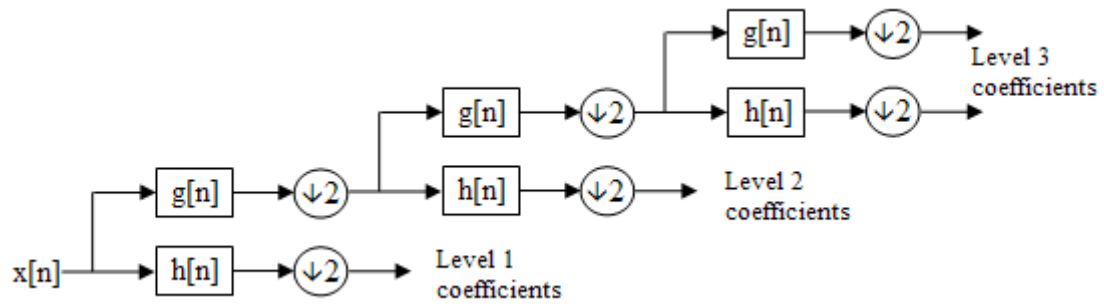 g[n] ↓2
Level 3
coefficients
g[n] ↓2 h[n] ↓2
g[n] ↓2 h[n] ↓2 Level 2
coefficients
x[n] h[n] ↓2 Level 1
coefficients